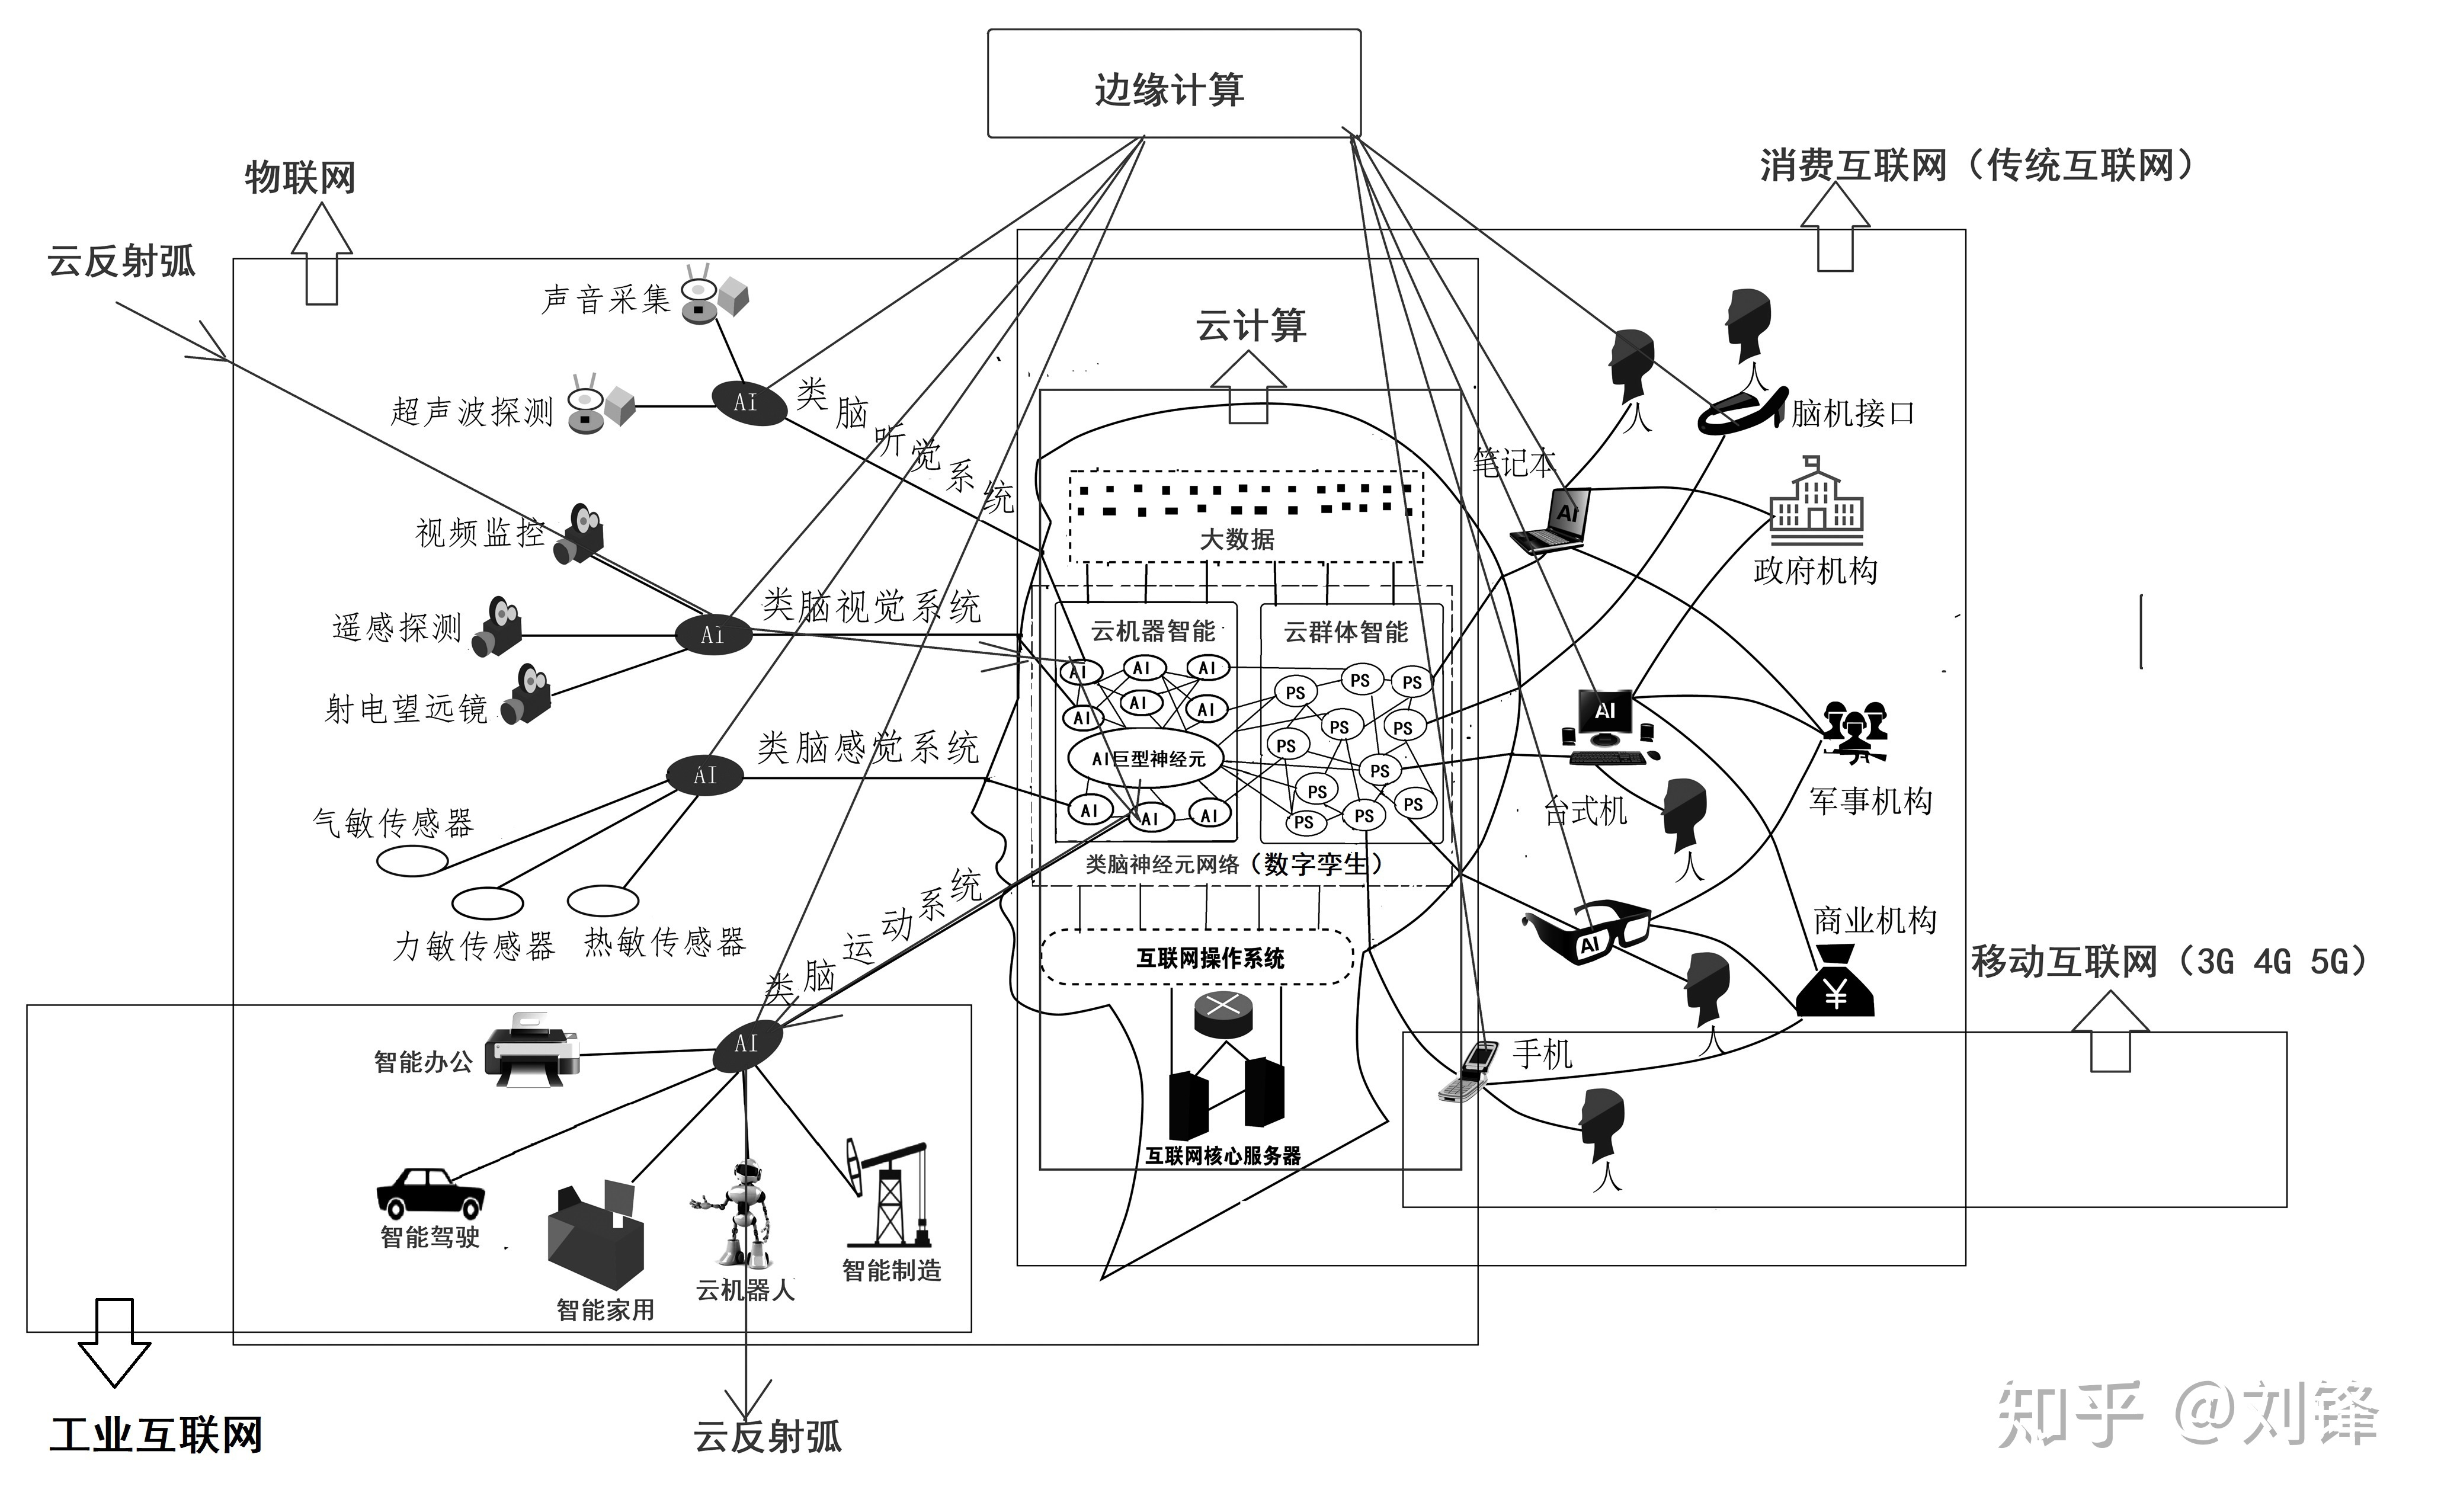 边缘计算
物联网
消费互联网（传统互联网）
云反射弧
声音采集
云计算
超声波探测
AI
类脑听觉系统
脑机接口
人
人
笔记本
AI
视频监控
大数据
政府机构
遥感探测
AI
类脑视觉系统
云机器智能
云群体智能
射电望远镜
AI
AI
AI
AI
AI
AI
PS
PS
PS
PS
PS
PS
PS
PS
PS
PS
PS
AI巨型神经元
AI
AI
AI
AI
类脑感觉系统
AI
军事机构
台式机
人
气敏传感器
力敏传感器
热敏传感器
类脑神经元网络（数字孪生）
类脑运动系统
互联网操作系统
AI
商业机构
¥
人
移动互联网（3G 4G 5G）
智能办公
AI
手机
人
互联网核心服务器
智能驾驶
智能家用
云机器人
智能制造
工业互联网
云反射弧
知乎 @刘锋